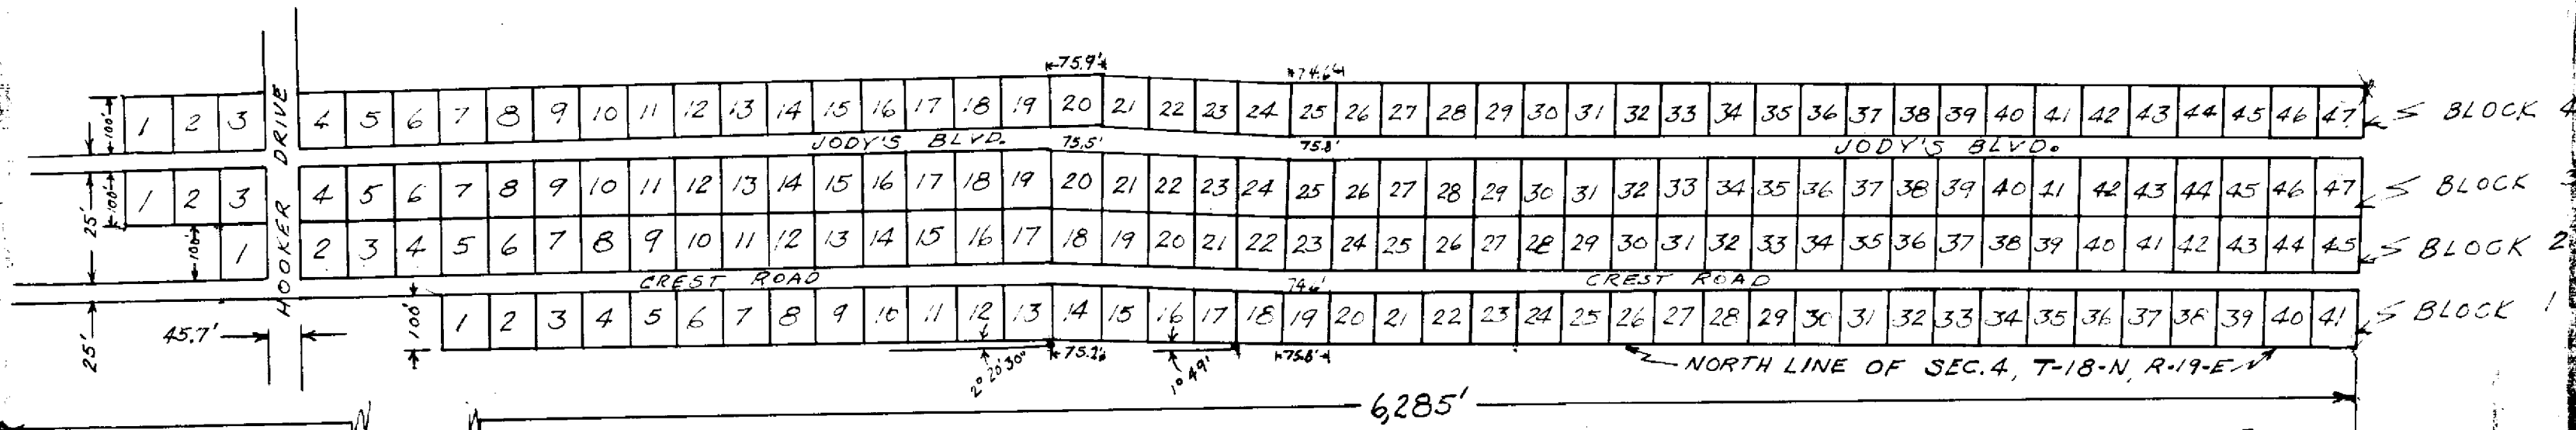 75.9' 74.6'
100' 1 2 3 4 5 6 7 8 9 10 11 12 13 14 15 16 17 18 19 20 21 22 23 24 25 26 27 28 29 30 31 32 33 34 35 36 37 38 39 40 41 42 43 44 45 46 47 BLOCK 4
JODY'S BLVD. 75.5' 75.8' JODY'S BLVD.
25' 100' 1 2 3 4 5 6 7 8 9 10 11 12 13 14 15 16 17 18 19 20 21 22 23 24 25 26 27 28 29 30 31 32 33 34 35 36 37 38 39 40 41 42 43 44 45 46 47 BLOCK
100' 1 2 3 4 5 6 7 8 9 10 11 12 13 14 15 16 17 18 19 20 21 22 23 24 25 26 27 28 29 30 31 32 33 34 35 36 37 38 39 40 41 42 43 44 45 BLOCK 2
HOOKER DRIVE
CREST ROAD 74.6' CREST ROAD
25' 45.7' 100' 1 2 3 4 5 6 7 8 9 10 11 12 13 14 15 16 17 18 19 20 21 22 23 24 25 26 27 28 29 30 31 32 33 34 35 36 37 38 39 40 41 BLOCK 1
2° 20' 30" 1° 49' 75.8' NORTH LINE OF SEC. 4, T-18-N, R-19-E
6,285'